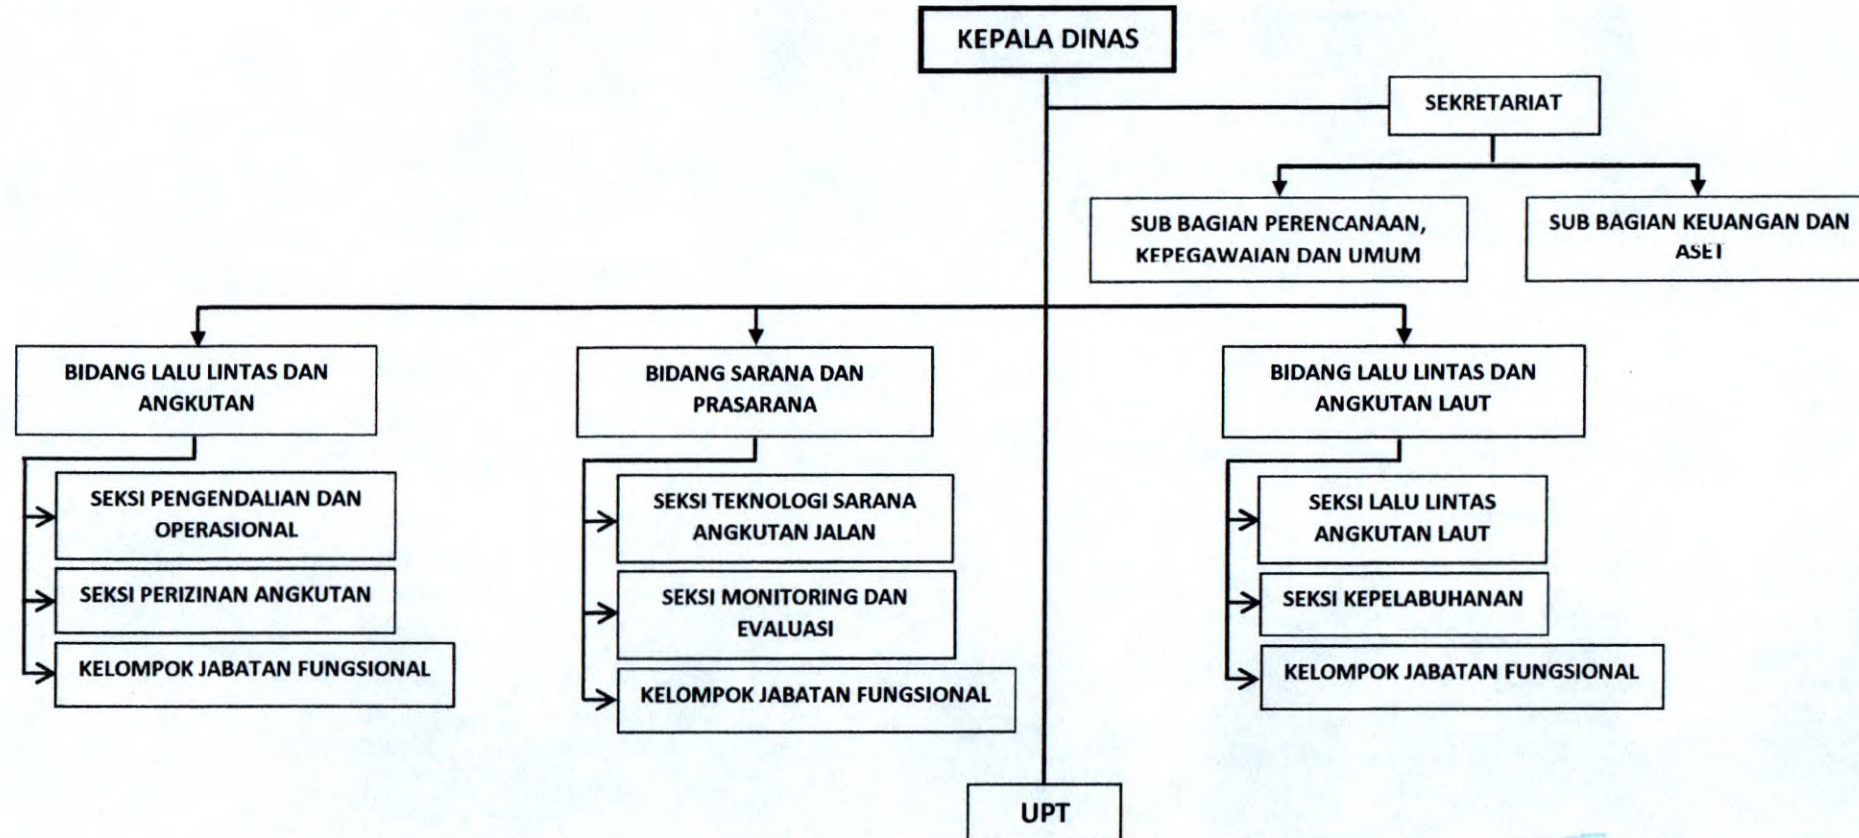 KEPALA DINAS
SEKRETARIAT
SUB BAGIAN PERENCANAAN,
KEPEGAWAIAN DAN UMUM
SUB BAGIAN KEUANGAN DAN
ASET
BIDANG LALU LINTAS DAN
ANGKUTAN
BIDANG SARANA DAN
PRASARANA
BIDANG LALU LINTAS DAN
ANGKUTAN LAUT
SEKSI PENGENDALIAN DAN
OPERASIONAL
SEKSI PERIZINAN ANGKUTAN
KELOMPOK JABATAN FUNGSIONAL
SEKSI TEKNOLOGI SARANA
ANGKUTAN JALAN
SEKSI MONITORING DAN
EVALUASI
KELOMPOK JABATAN FUNGSIONAL
SEKSI LALU LINTAS
ANGKUTAN LAUT
SEKSI KEPELABUHANAN
KELOMPOK JABATAN FUNGSIONAL
UPT